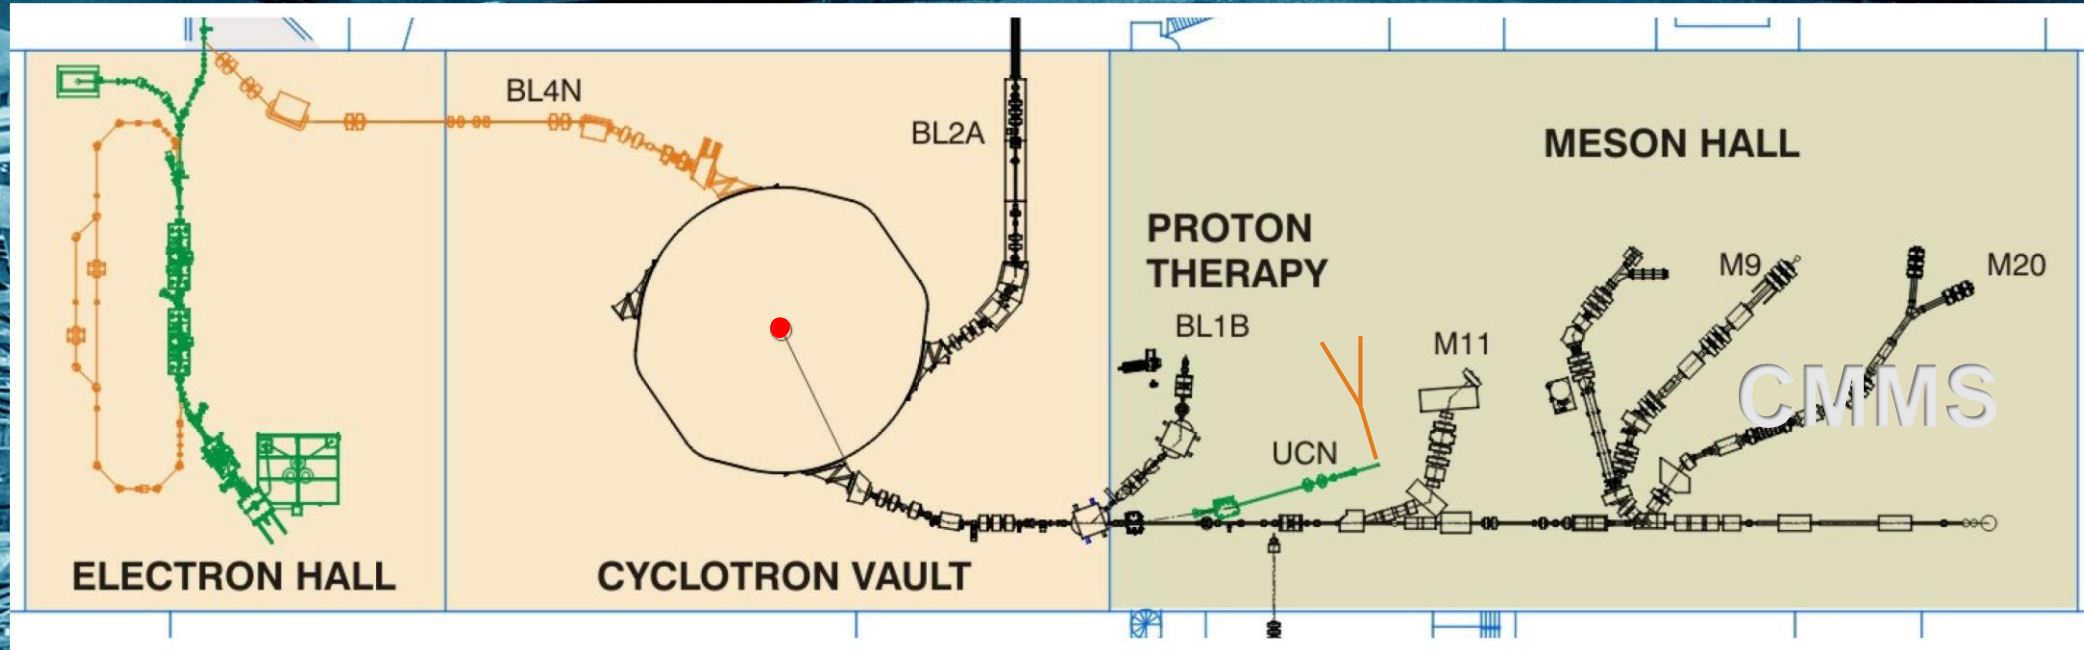 BL4N
BL2A
MESON HALL
PROTON
THERAPY
M9
M20
BL1B
M11
CMMS
UCN
ELECTRON HALL
CYCLOTRON VAULT